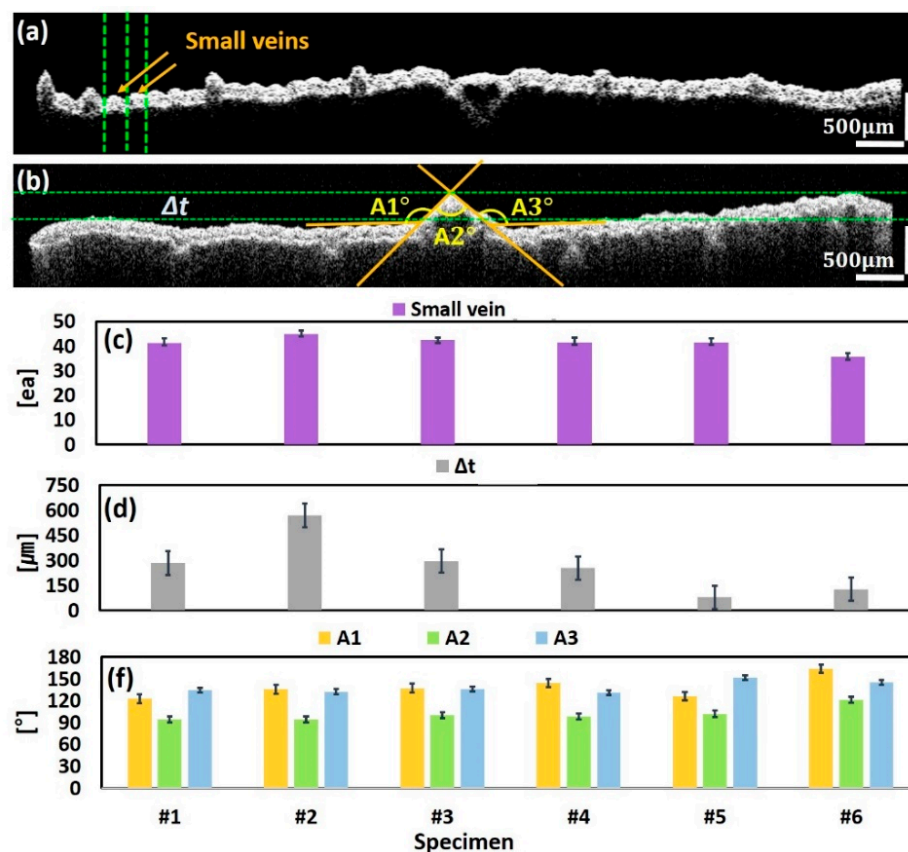 (a)
Small veins
500μm
(b)
Δt
A1° A3°
A2°
500μm
Small vein
(c)
[ea]
50
40
30
20
10
0
Δt
(d)
[μm]
750
600
450
300
150
0
A1 A2 A3
(f)
[°]
180
150
120
90
60
30
0
#1 #2 #3 #4 #5 #6
Specimen